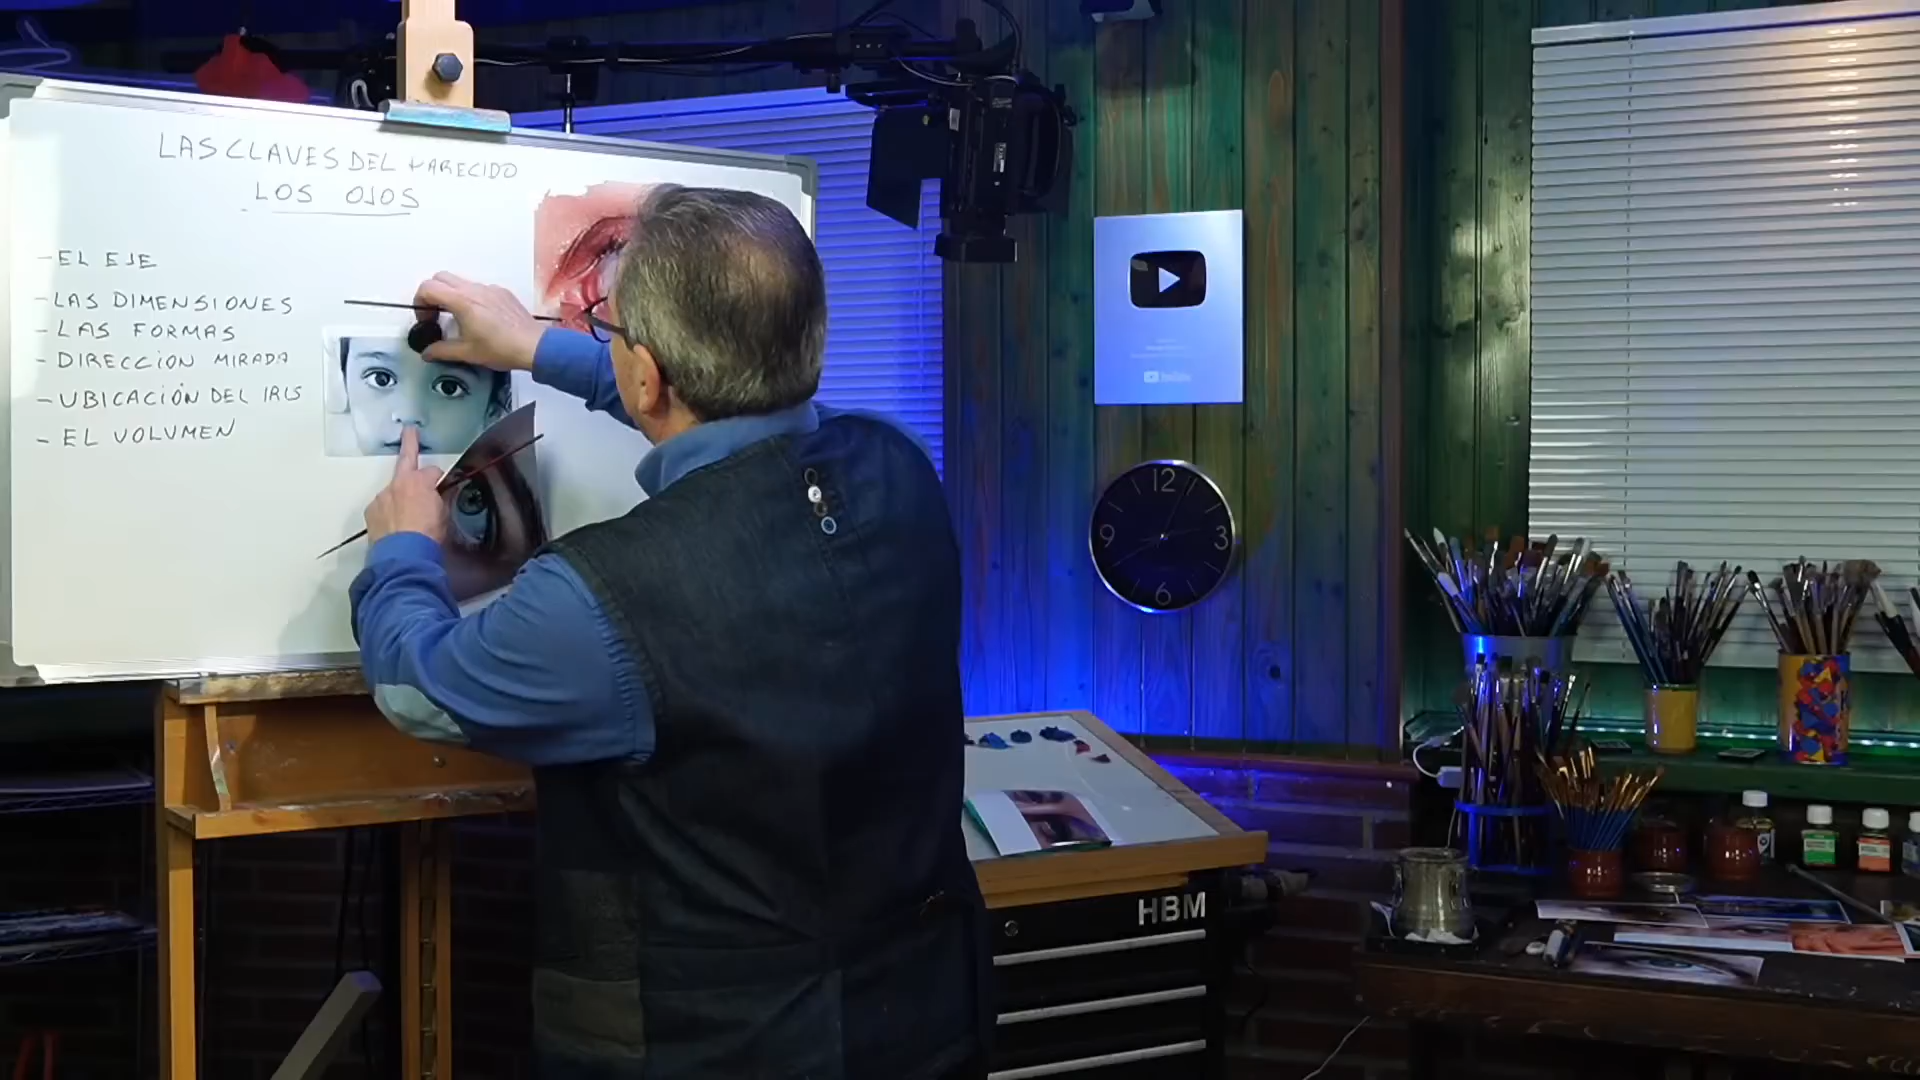 LAS CLAVES DEL PARECIDO
LOS OJOS
- EL EJE
- LAS DIMENSIONES
- LAS FORMAS
- DIRECCION MIRADA
- UBICACIÓN DEL IRIS
- EL VOLUMEN
12
9
3
6
HBM